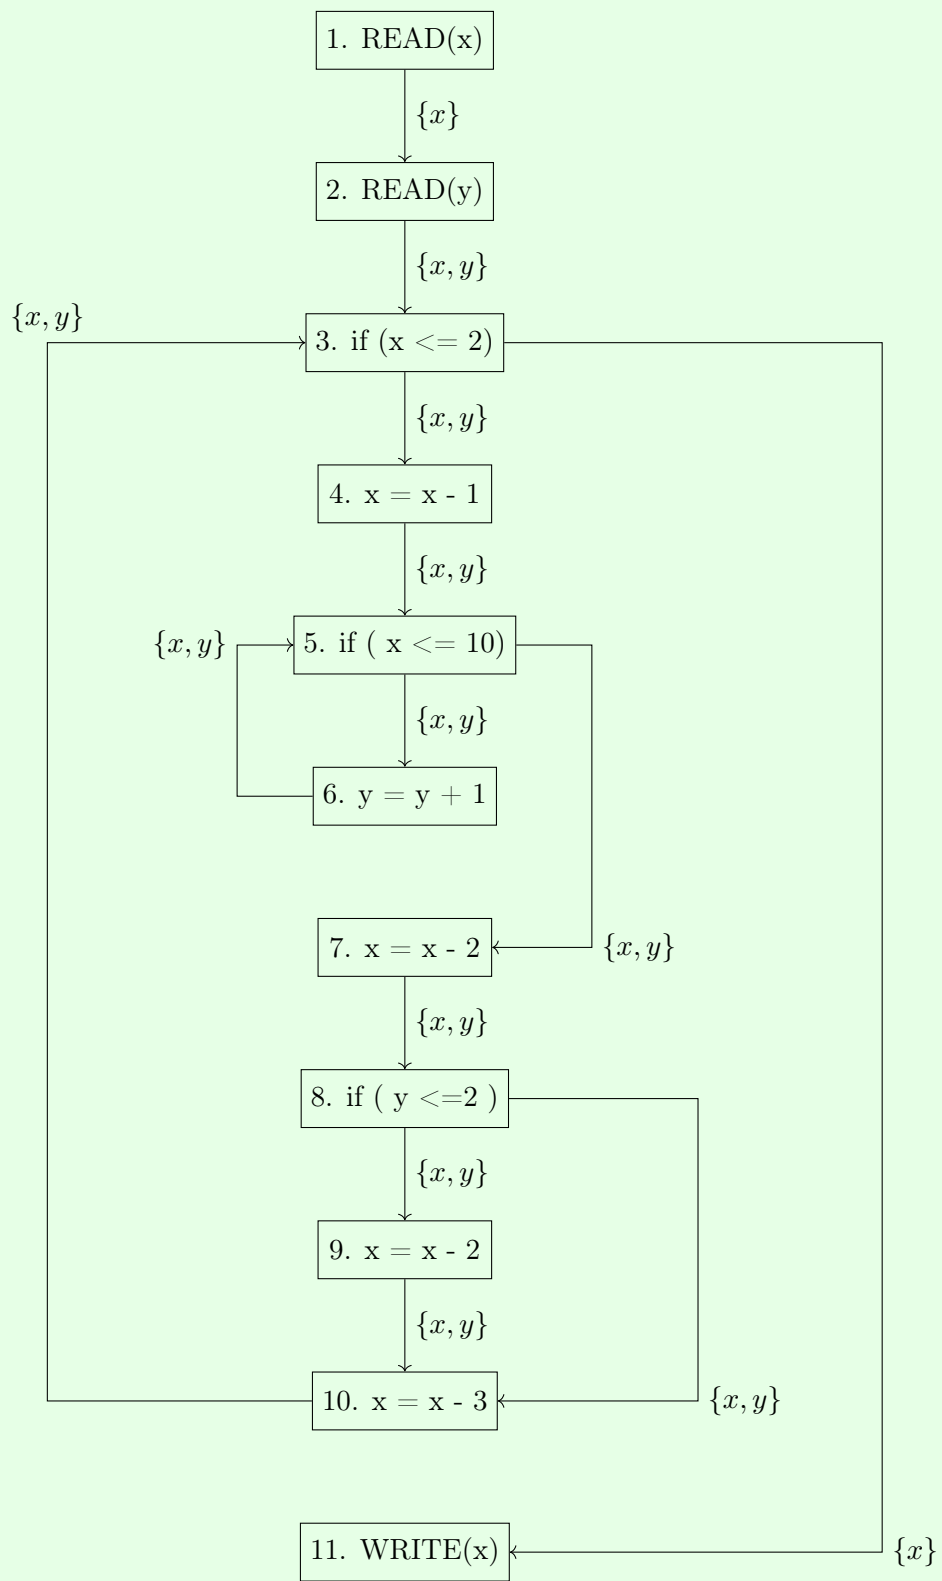 1. READ(x)
{x}
2. READ(y)
{x, y}
{x, y}
3. if (x <= 2)
{x, y}
4. x = x - 1
{x, y}
{x, y}
5. if ( x <= 10)
{x, y}
6. y = y + 1
7. x = x - 2
{x, y}
{x, y}
8. if ( y <=2 )
{x, y}
9. x = x - 2
{x, y}
10. x = x - 3
{x, y}
11. WRITE(x)
{x}